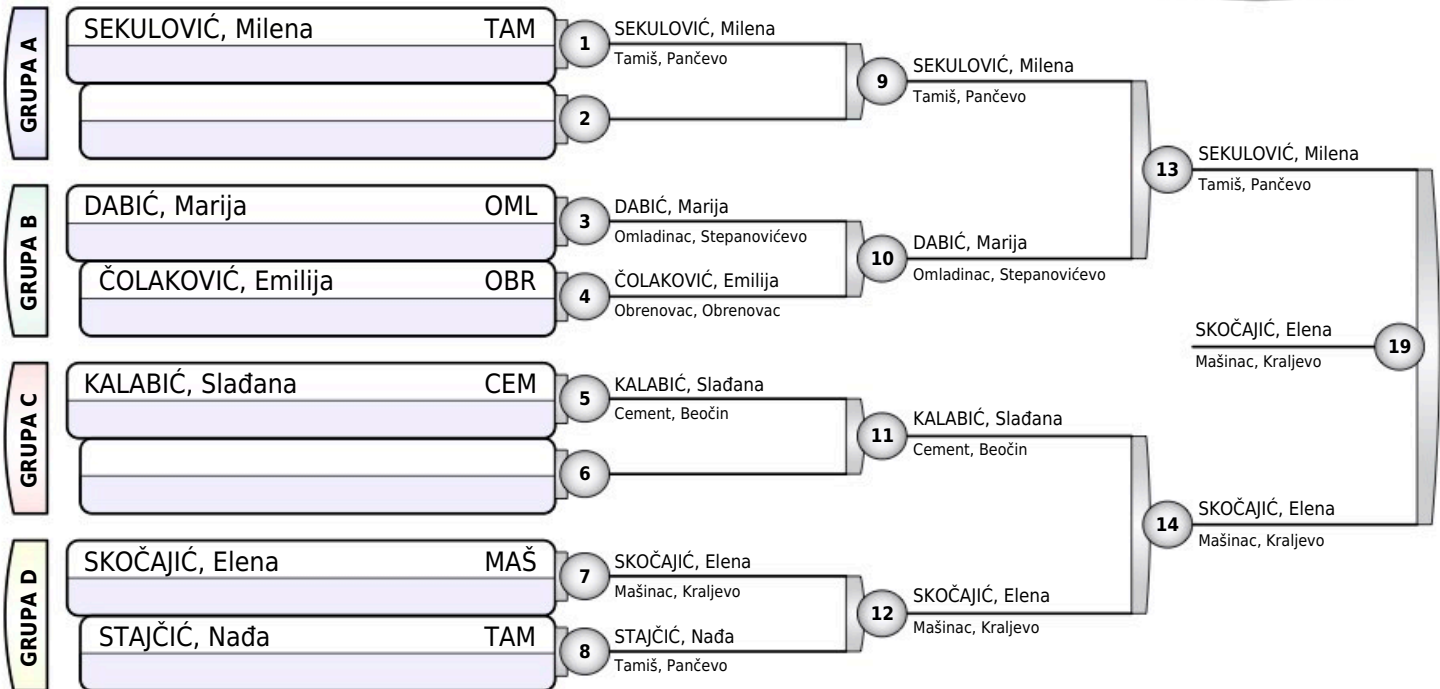 GRUPA A
SEKULOVIĆ, Milena TAM
1
2
GRUPA B
DABIĆ, Marija OML
3
ČOLAKOVIĆ, Emilija OBR
4
GRUPA C
KALABIĆ, Slađana CEM
5
6
GRUPA D
SKOČAJIĆ, Elena MAŠ
7
STAJČIĆ, Nađa TAM
8
SEKULOVIĆ, Milena
Tamiš, Pančevo
DABIĆ, Marija
Omladinac, Stepanovićevo
ČOLAKOVIĆ, Emilija
Obrenovac, Obrenovac
KALABIĆ, Slađana
Cement, Beočin
SKOČAJIĆ, Elena
Mašinac, Kraljevo
STAJČIĆ, Nađa
Tamiš, Pančevo
9
SEKULOVIĆ, Milena
Tamiš, Pančevo
10
DABIĆ, Marija
Omladinac, Stepanovićevo
11
KALABIĆ, Slađana
Cement, Beočin
12
SKOČAJIĆ, Elena
Mašinac, Kraljevo
13
SEKULOVIĆ, Milena
Tamiš, Pančevo
14
SKOČAJIĆ, Elena
Mašinac, Kraljevo
SKOČAJIĆ, Elena
Mašinac, Kraljevo
19